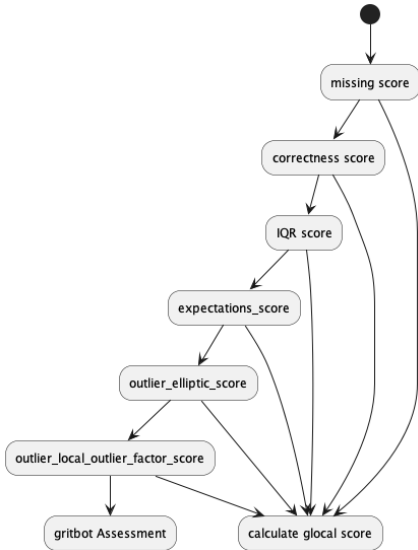 missing score
correctness score
IQR score
expectations_score
outlier_elliptic_score
outlier_local_outlier_factor_score
gritbot Assessment
calculate glocal score